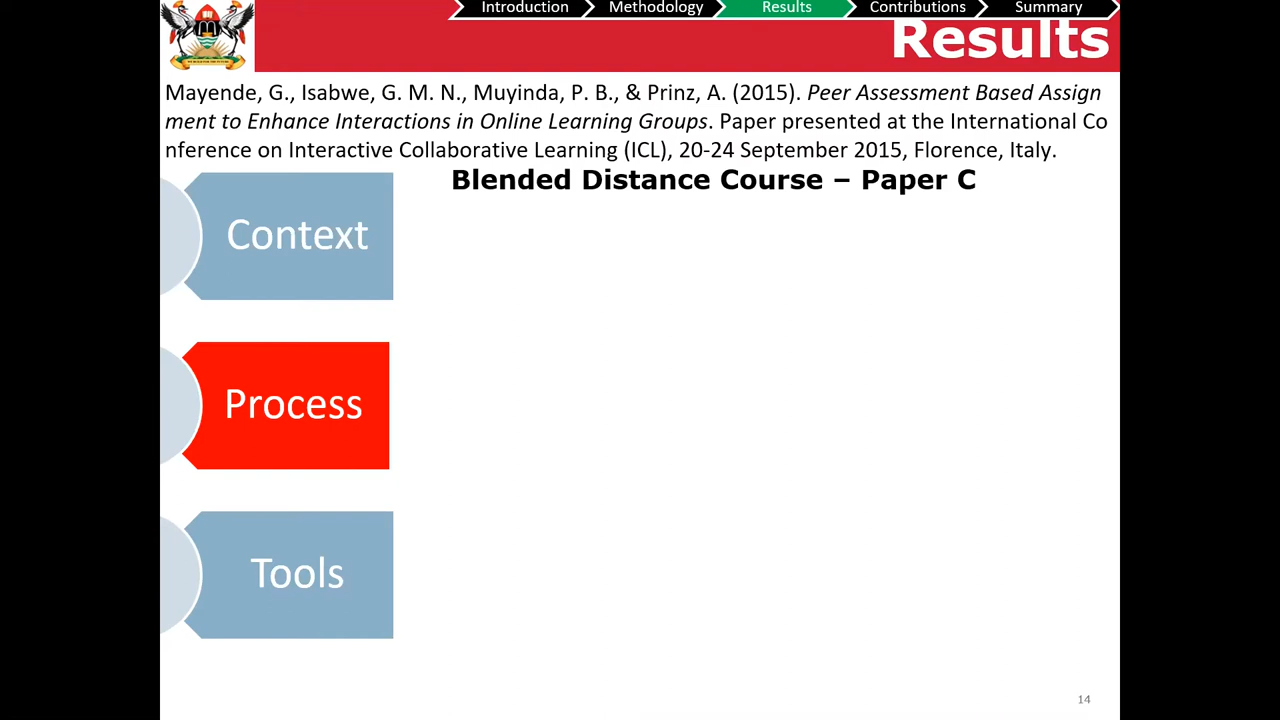 Introduction
Methodology
Results
Contributions
Summary
Results
Mayende, G., Isabwe, G. M. N., Muyinda, P. B., & Prinz, A. (2015). Peer Assessment Based Assign
ment to Enhance Interactions in Online Learning Groups. Paper presented at the International Co
nference on Interactive Collaborative Learning (ICL), 20-24 September 2015, Florence, Italy.
Blended Distance Course – Paper C
Context
Process
Tools
14